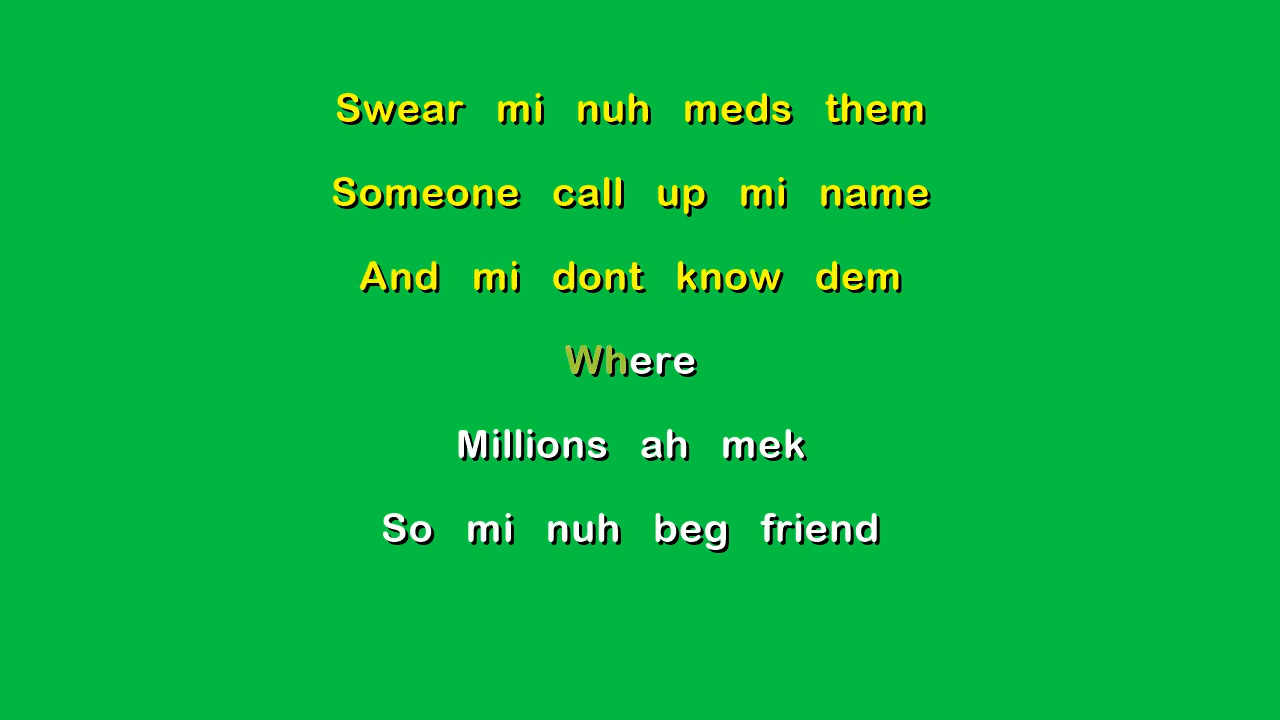 Swear mi nuh meds them
Someone call up mi name
And mi dont know dem
Where
Millions ah mek
So mi nuh beg friend